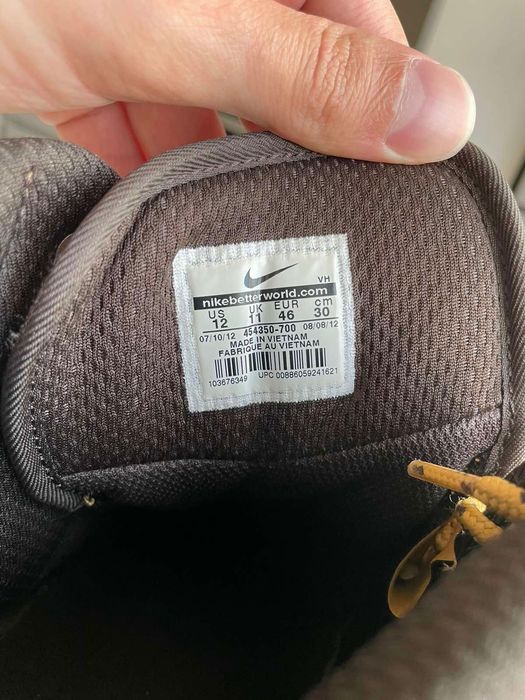 VH
nikebetterworld.com
US UK EUR cm
12 11 46 30
07/10/12 454350-700 08/08/12
MADE IN VIETNAM
FABRIQUE AU VIETNAM
103676349 UPC 00886059241621